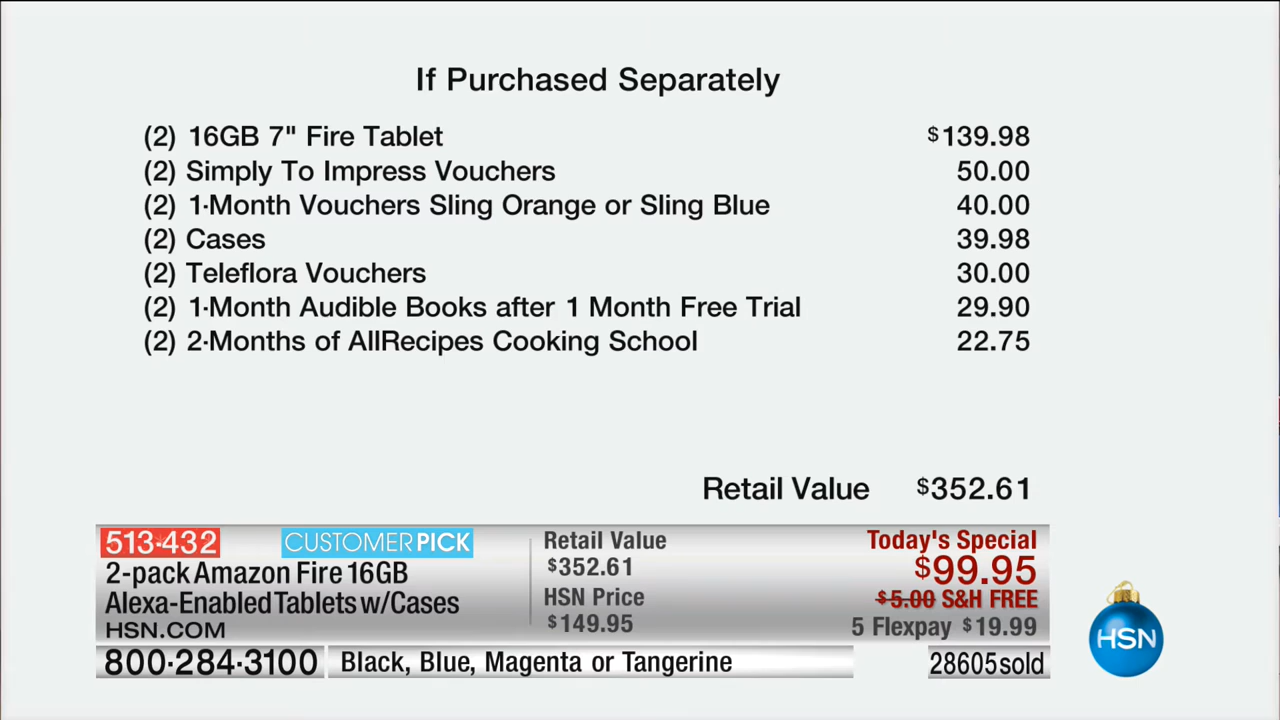 If Purchased Separately
(2) 16GB 7" Fire Tablet $139.98
(2) Simply To Impress Vouchers 50.00
(2) 1-Month Vouchers Sling Orange or Sling Blue 40.00
(2) Cases 39.98
(2) Teleflora Vouchers 30.00
(2) 1-Month Audible Books after 1 Month Free Trial 29.90
(2) 2-Months of AllRecipes Cooking School 22.75
Retail Value $352.61
513-432 CUSTOMER PICK
2-pack Amazon Fire 16GB
Alexa-Enabled Tablets w/Cases
HSN.COM
Retail Value
$352.61
HSN Price
$149.95
Today's Special
$99.95
$5.00 S&H FREE
5 Flexpay $19.99
HSN
800-284-3100 Black, Blue, Magenta or Tangerine 28605 sold